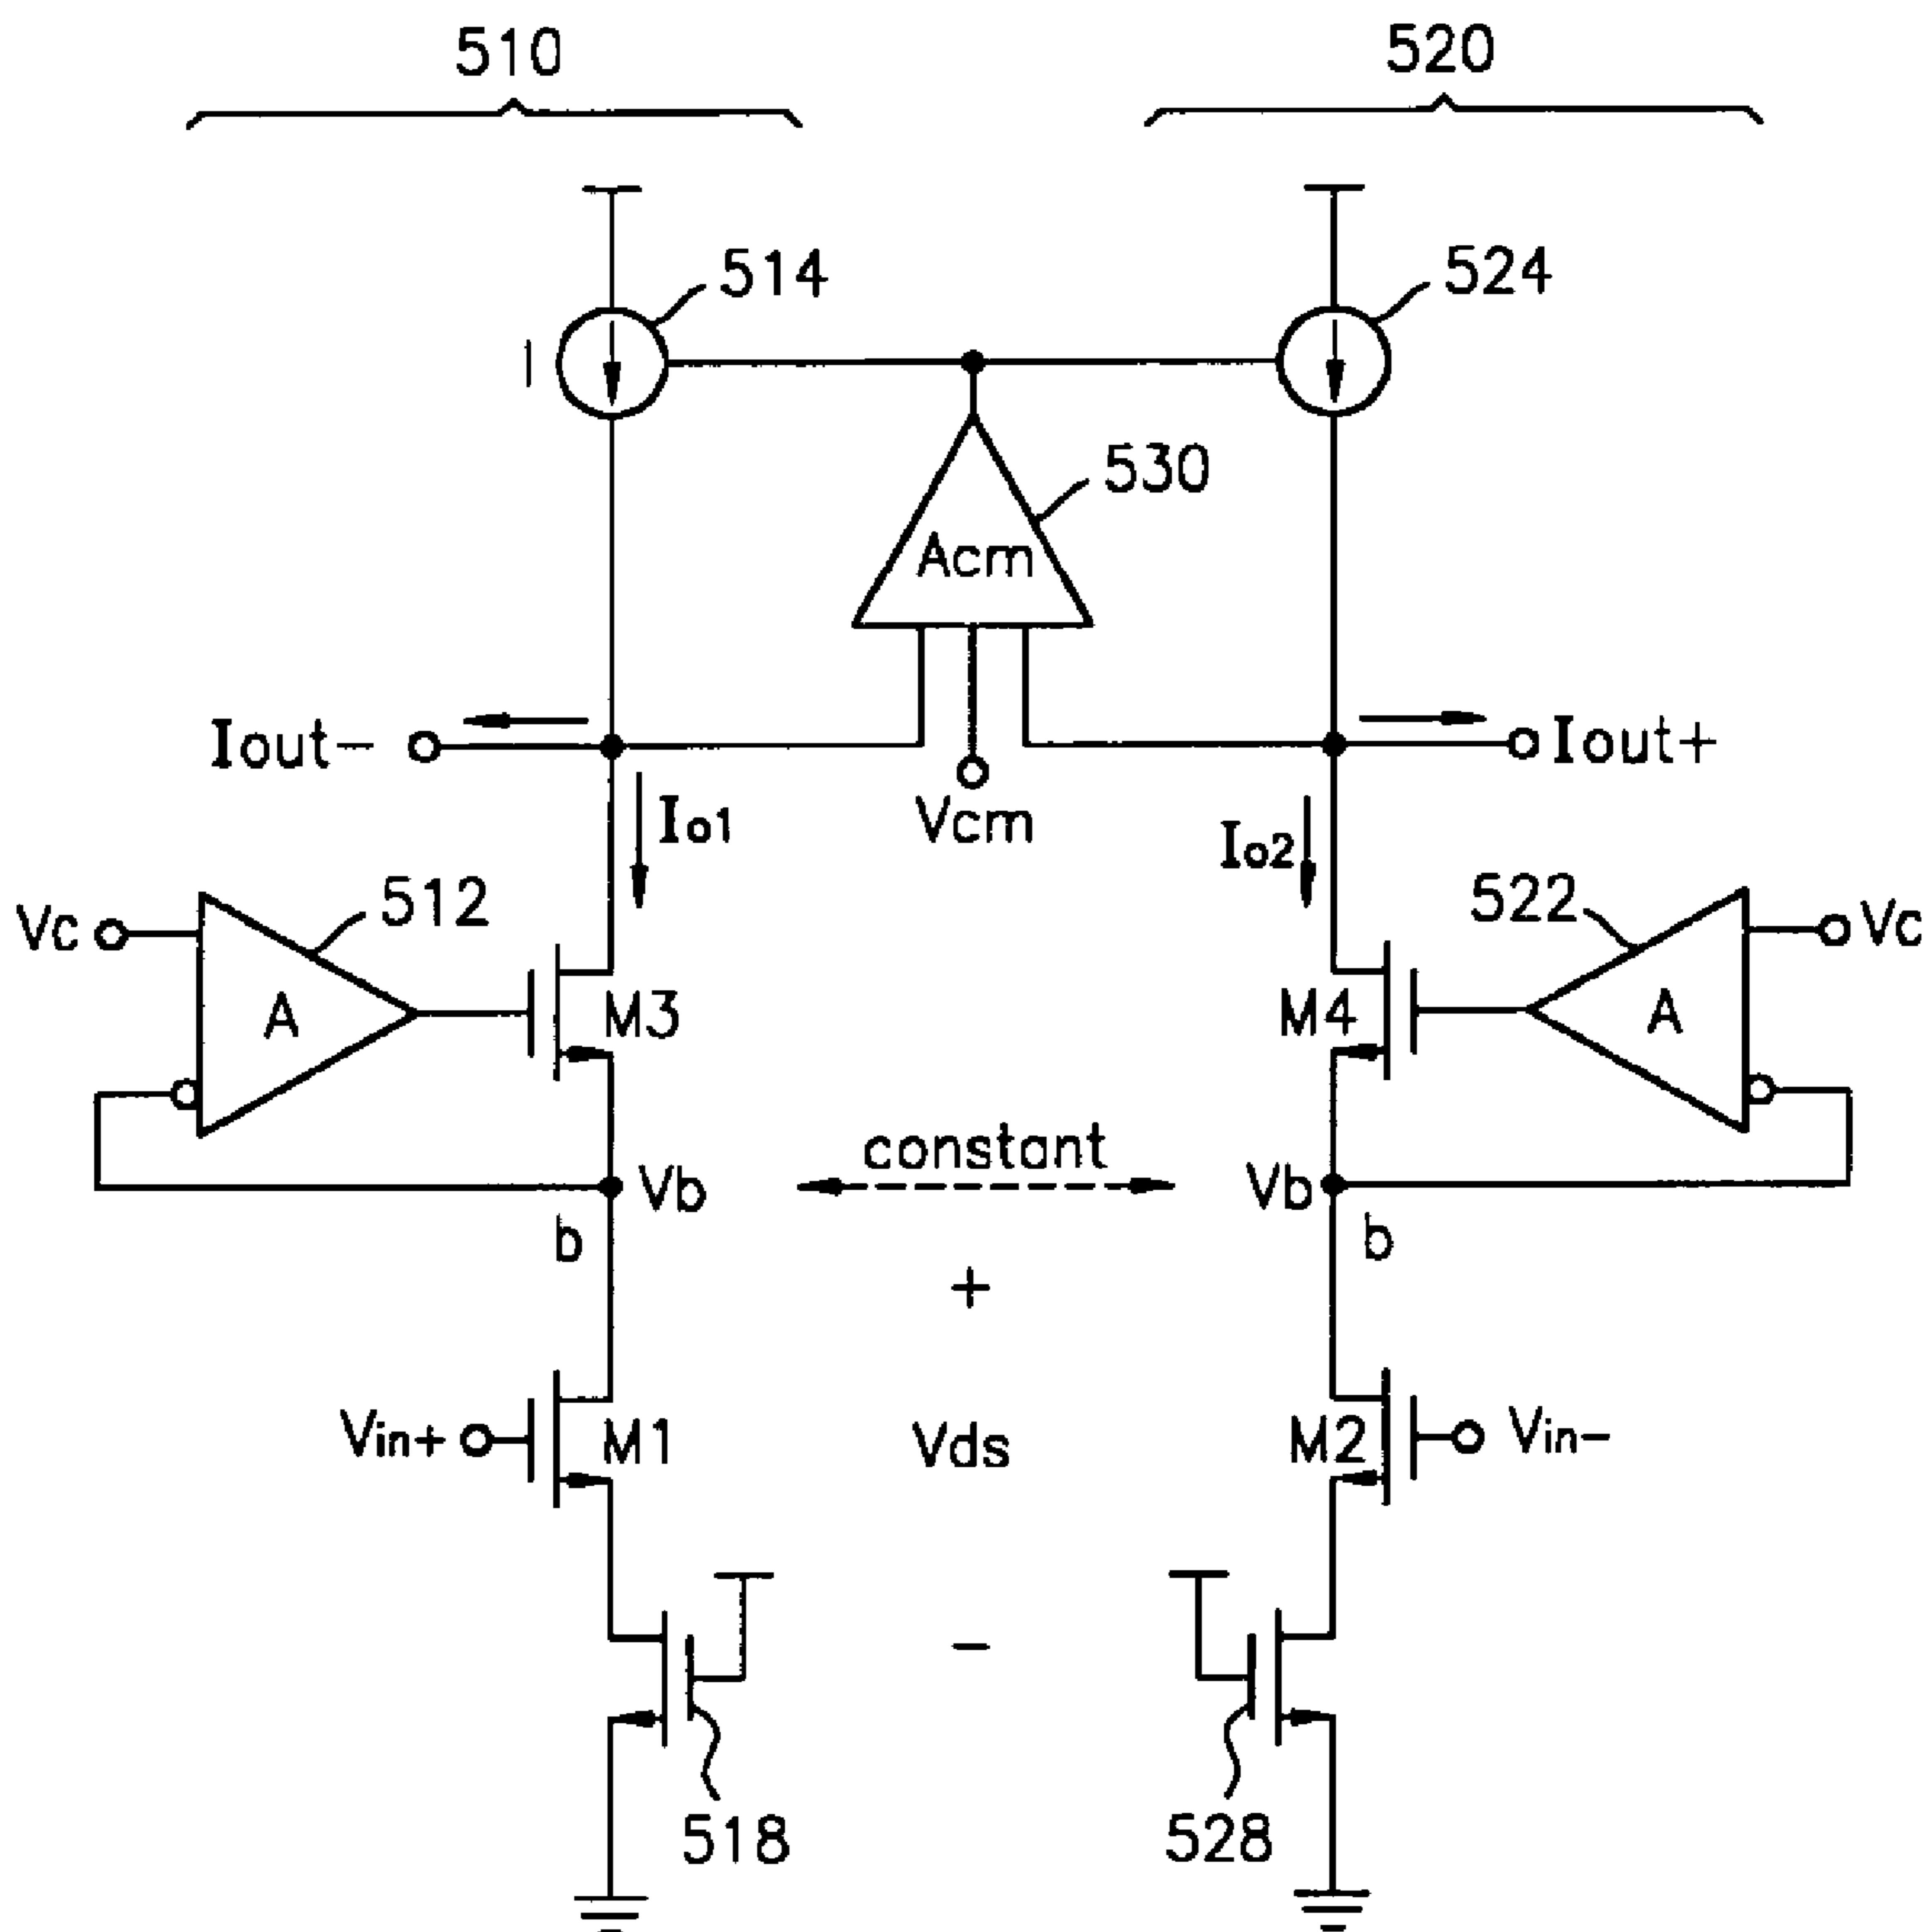 510
520
514
524
I
530
Acm
Iout-
Iout+
Vcm
Io1
Io2
512
522
Vc
Vc
A
M3
M4
A
constant
Vb
Vb
b
b
+
Vin+
M1
Vds
M2
Vin-
-
518
528